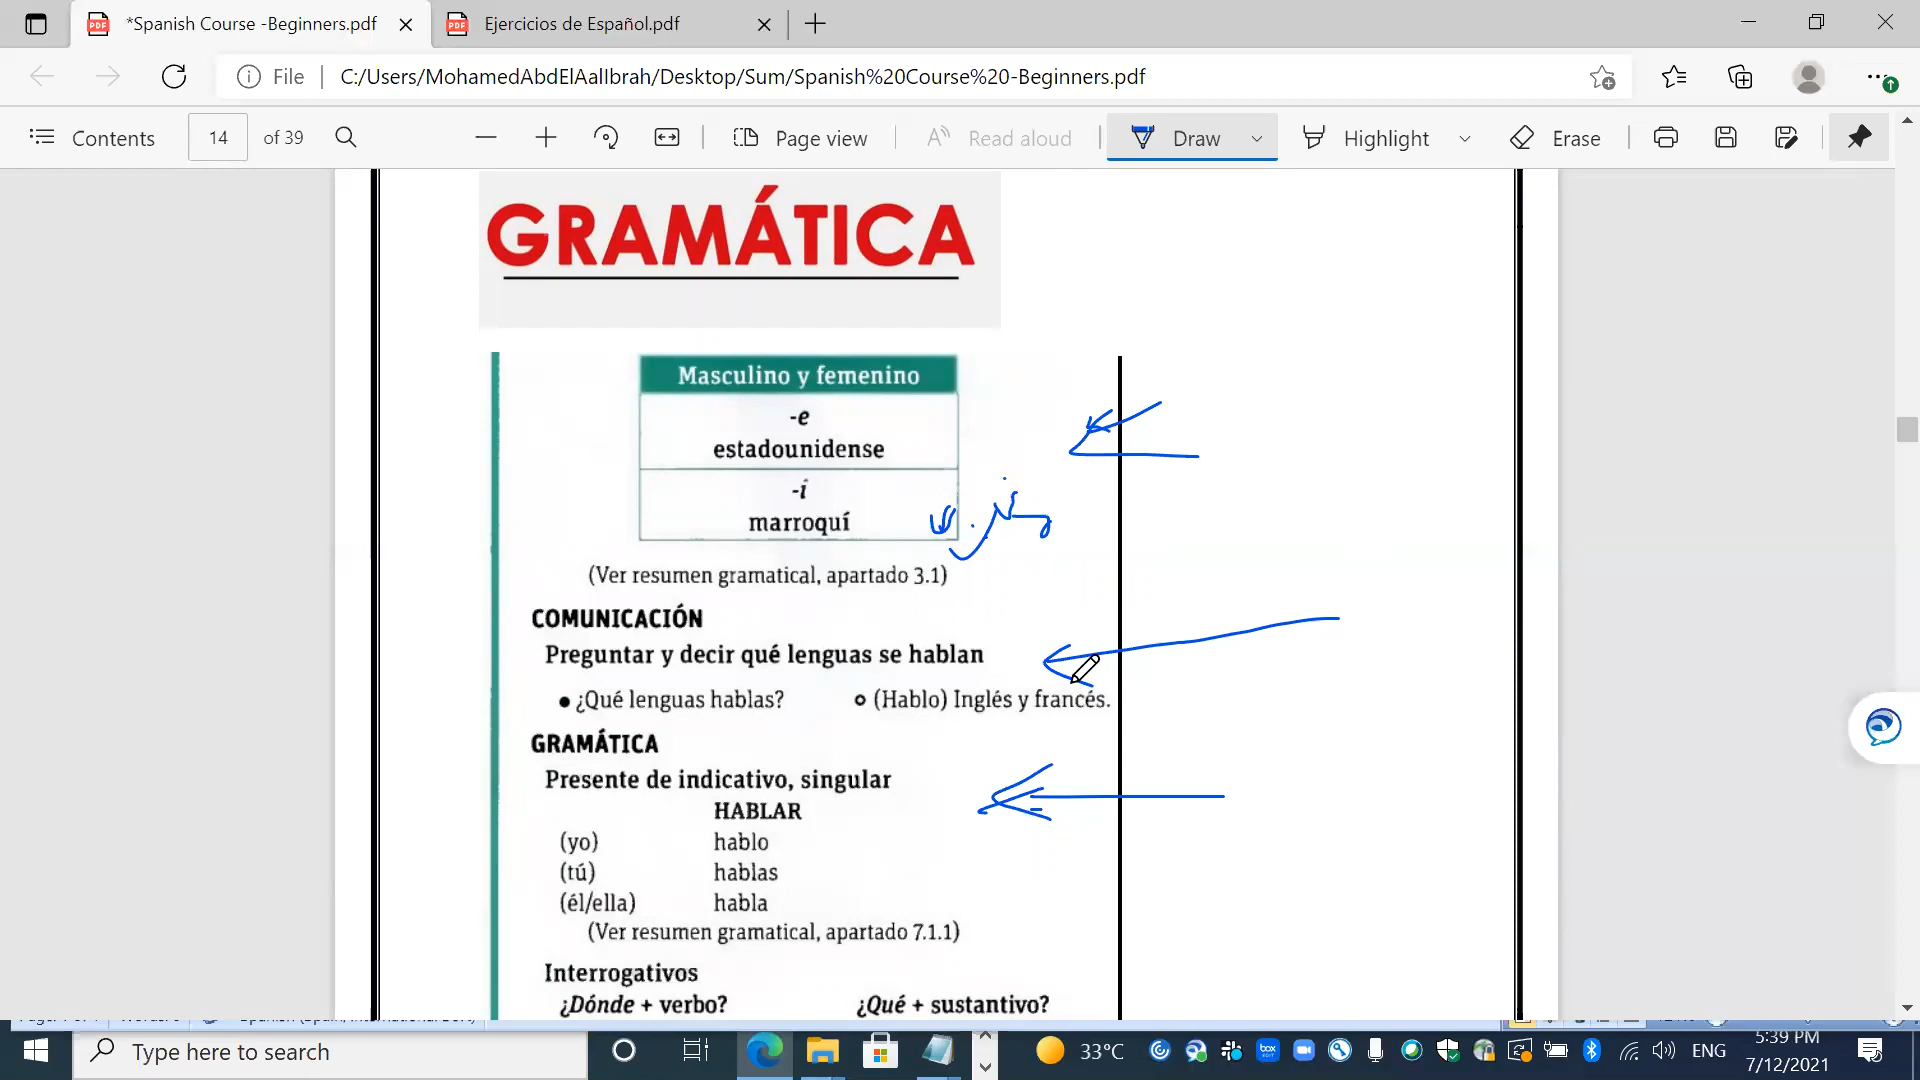 *Spanish Course -Beginners.pdf
Ejercicios de Español.pdf
File
C:/Users/MohamedAbdElAalIbrah/Desktop/Sum/Spanish%20Course%20-Beginners.pdf
Contents
14
of 39
Page view
Read aloud
Draw
Highlight
Erase
GRAMÁTICA
Masculino y femenino
-e
estadounidense
-í
marroquí
(Ver resumen gramatical, apartado 3.1)
COMUNICACIÓN
Preguntar y decir qué lenguas se hablan
● ¿Qué lenguas hablas?
○ (Hablo) Inglés y francés.
GRAMÁTICA
Presente de indicativo, singular
HABLAR
(yo) hablo
(tú) hablas
(él/ella) habla
(Ver resumen gramatical, apartado 7.1.1)
Interrogativos
¿Dónde + verbo?
¿Qué + sustantivo?
Type here to search
33°C
box
ENG
5:39 PM
7/12/2021